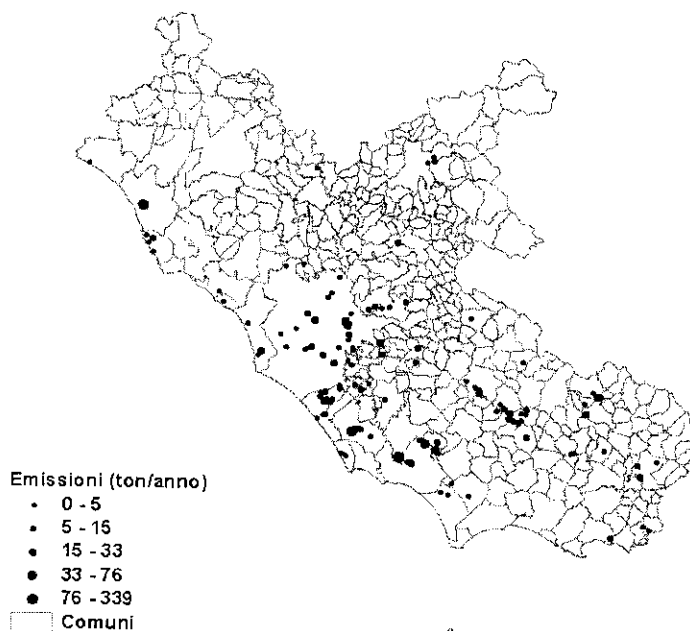 Emissioni (ton/anno)
0 - 5
5 - 15
15 - 33
33 - 76
76 - 339
Comuni